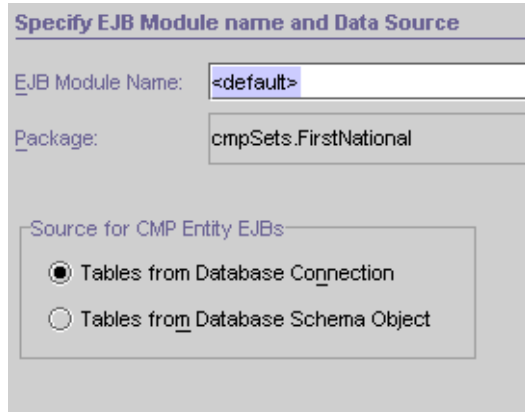 Specify EJB Module name and Data Source
EJB Module Name: <default>
Package: cmpSets.FirstNational
Source for CMP Entity EJBs
Tables from Database Connection
Tables from Database Schema Object